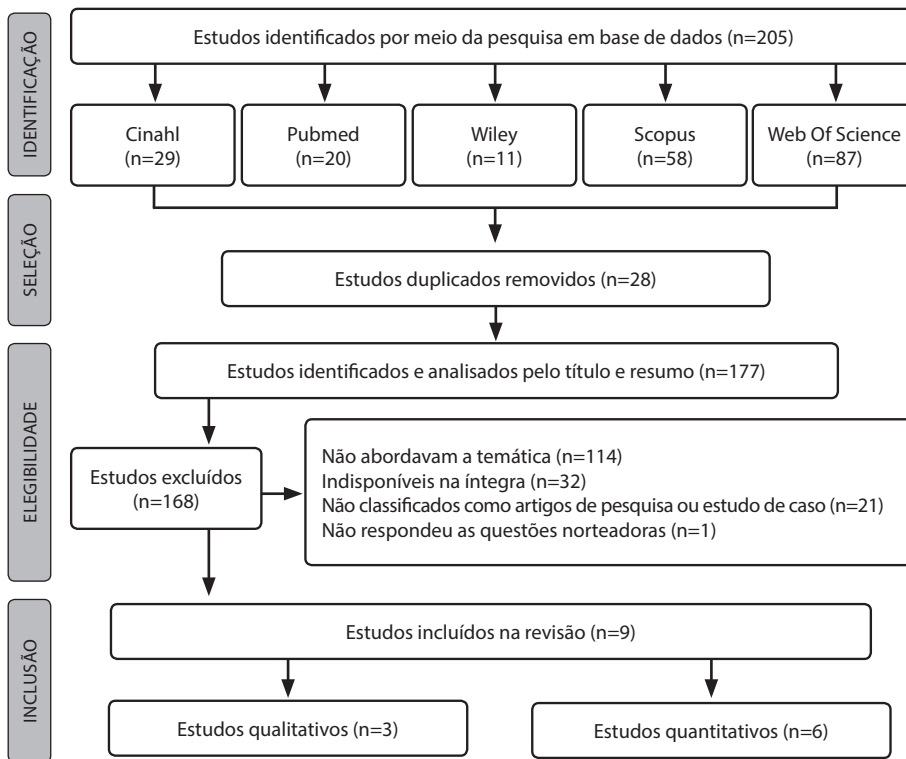 IDENTIFICAÇÃO
Estudos identificados por meio da pesquisa em base de dados (n=205)
Cinahl
(n=29)
Pubmed
(n=20)
Wiley
(n=11)
Scopus
(n=58)
Web Of Science
(n=87)
SELEÇÃO
Estudos duplicados removidos (n=28)
ELEGIBILIDADE
Estudos identificados e analisados pelo título e resumo (n=177)
Estudos excluídos
(n=168)
Não abordavam a temática (n=114)
Indisponíveis na íntegra (n=32)
Não classificados como artigos de pesquisa ou estudo de caso (n=21)
Não respondeu as questões norteadoras (n=1)
INCLUSÃO
Estudos incluídos na revisão (n=9)
Estudos qualitativos (n=3)
Estudos quantitativos (n=6)